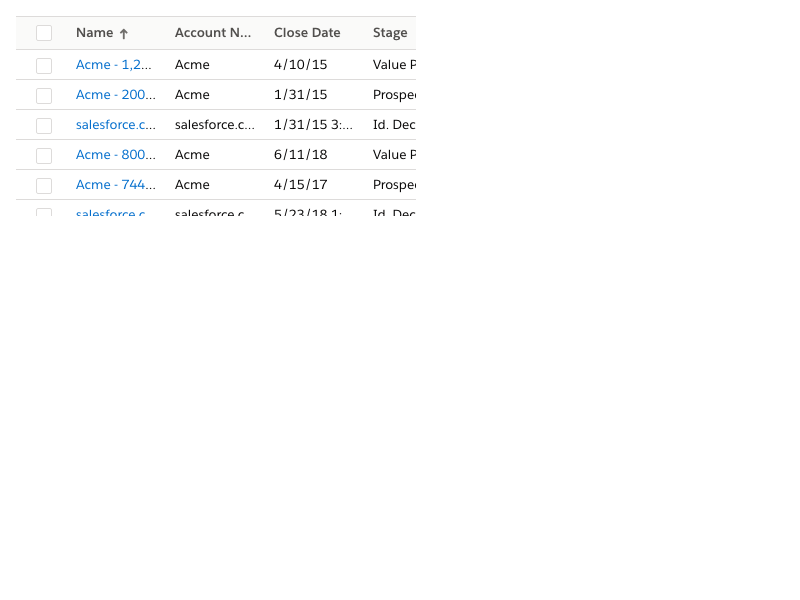 Name Account N... Close Date Stage
Acme - 1,2... Acme 4/10/15 Value P
Acme - 200... Acme 1/31/15 Prospe
salesforce.c... salesforce.c... 1/31/15 3:... Id. Dec
Acme - 800... Acme 6/11/18 Value P
Acme - 744... Acme 4/15/17 Prospe
salesforce.c... salesforce.c... 5/23/18 1:... Id. Dec